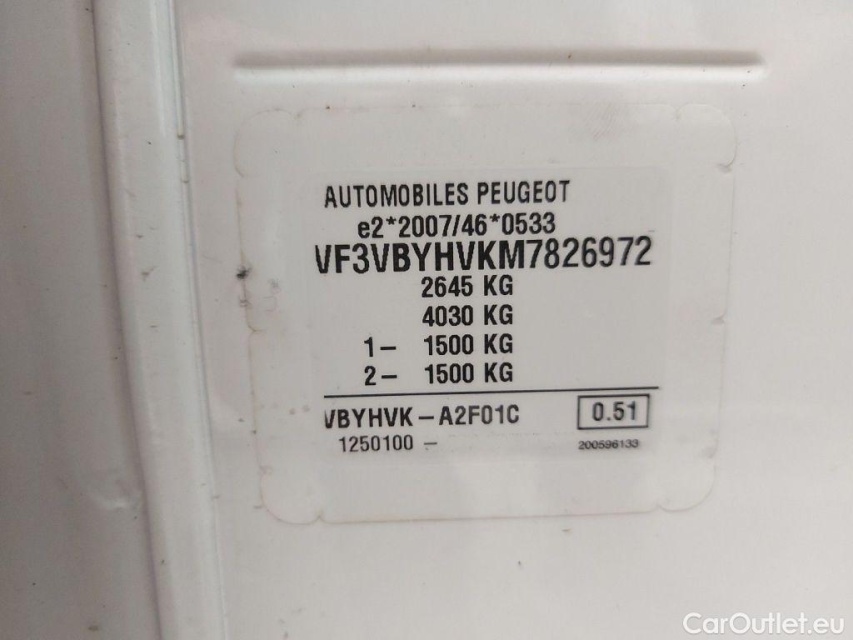 AUTOMOBILES PEUGEOT
e2*2007/46*0533
VF3VBYHVKM7826972
2645 KG
4030 KG
1– 1500 KG
2– 1500 KG
VBYHVK – A2F01C 0.51
1250100 – 200596133
CarOutlet.eu